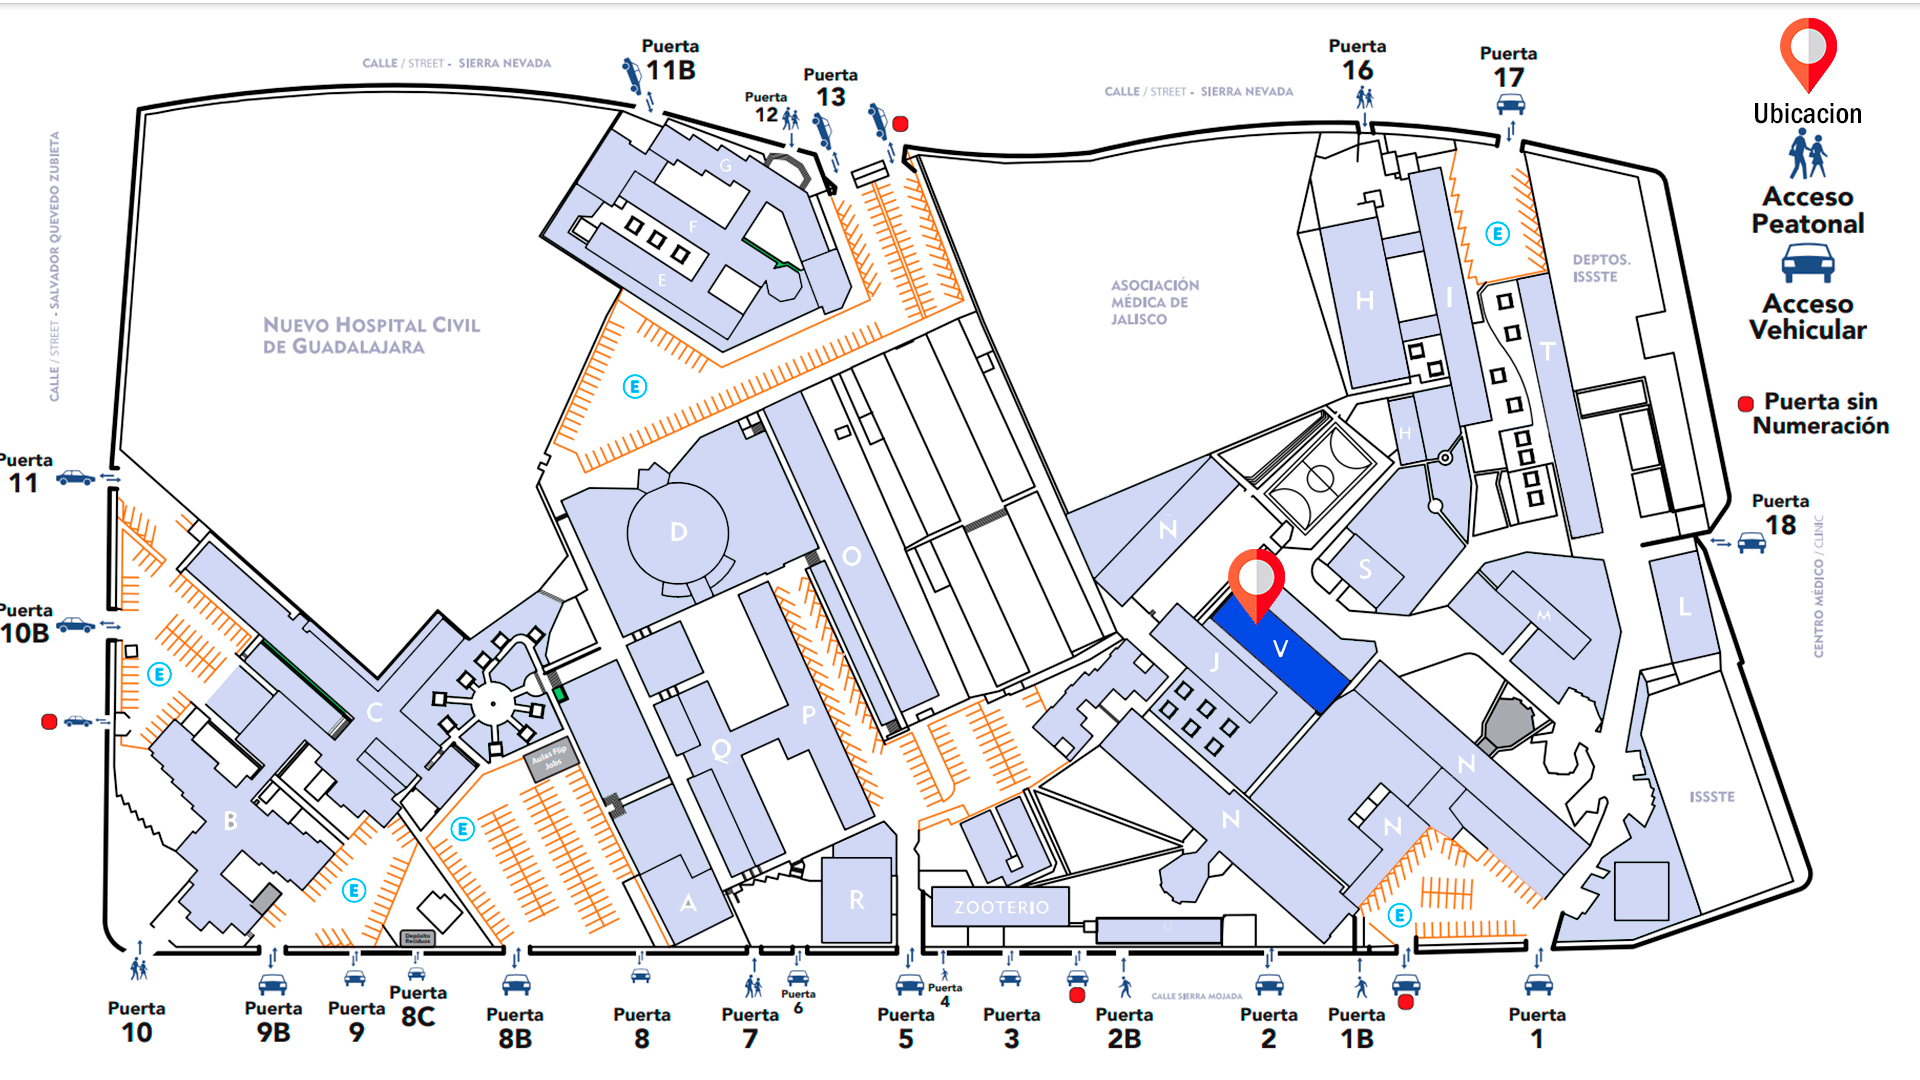 CALLE / STREET - SIERRA NEVADA
Puerta
11B
Puerta
12
Puerta
13
CALLE / STREET - SIERRA NEVADA
Puerta
16
Puerta
17
Ubicacion
Acceso
Peatonal
Acceso
Vehicular
Puerta sin
Numeración
CALLE / STREET - SALVADOR QUEVEDO ZUBIETA
NUEVO HOSPITAL CIVIL
DE GUADALAJARA
ASOCIACIÓN
MÉDICA DE
JALISCO
DEPTOS.
ISSSTE
G
F
E
E
E
H
I
T
H
Puerta
11
Puerta
10B
Puerta
18
CENTRO MÉDICO / CLINIC
D
O
N
S
M
L
V
J
E
C
P
Q
Aulas Flip
Jobs
N
N
N
ISSSTE
B
E
E
A
R
ZOOTERIO
U
E
Depósito
Residuos
CALLE SIERRA MOJADA
Puerta
10
Puerta
9B
Puerta
9
Puerta
8C
Puerta
8B
Puerta
8
Puerta
7
Puerta
6
Puerta
5
Puerta
4
Puerta
3
Puerta
2B
Puerta
2
Puerta
1B
Puerta
1